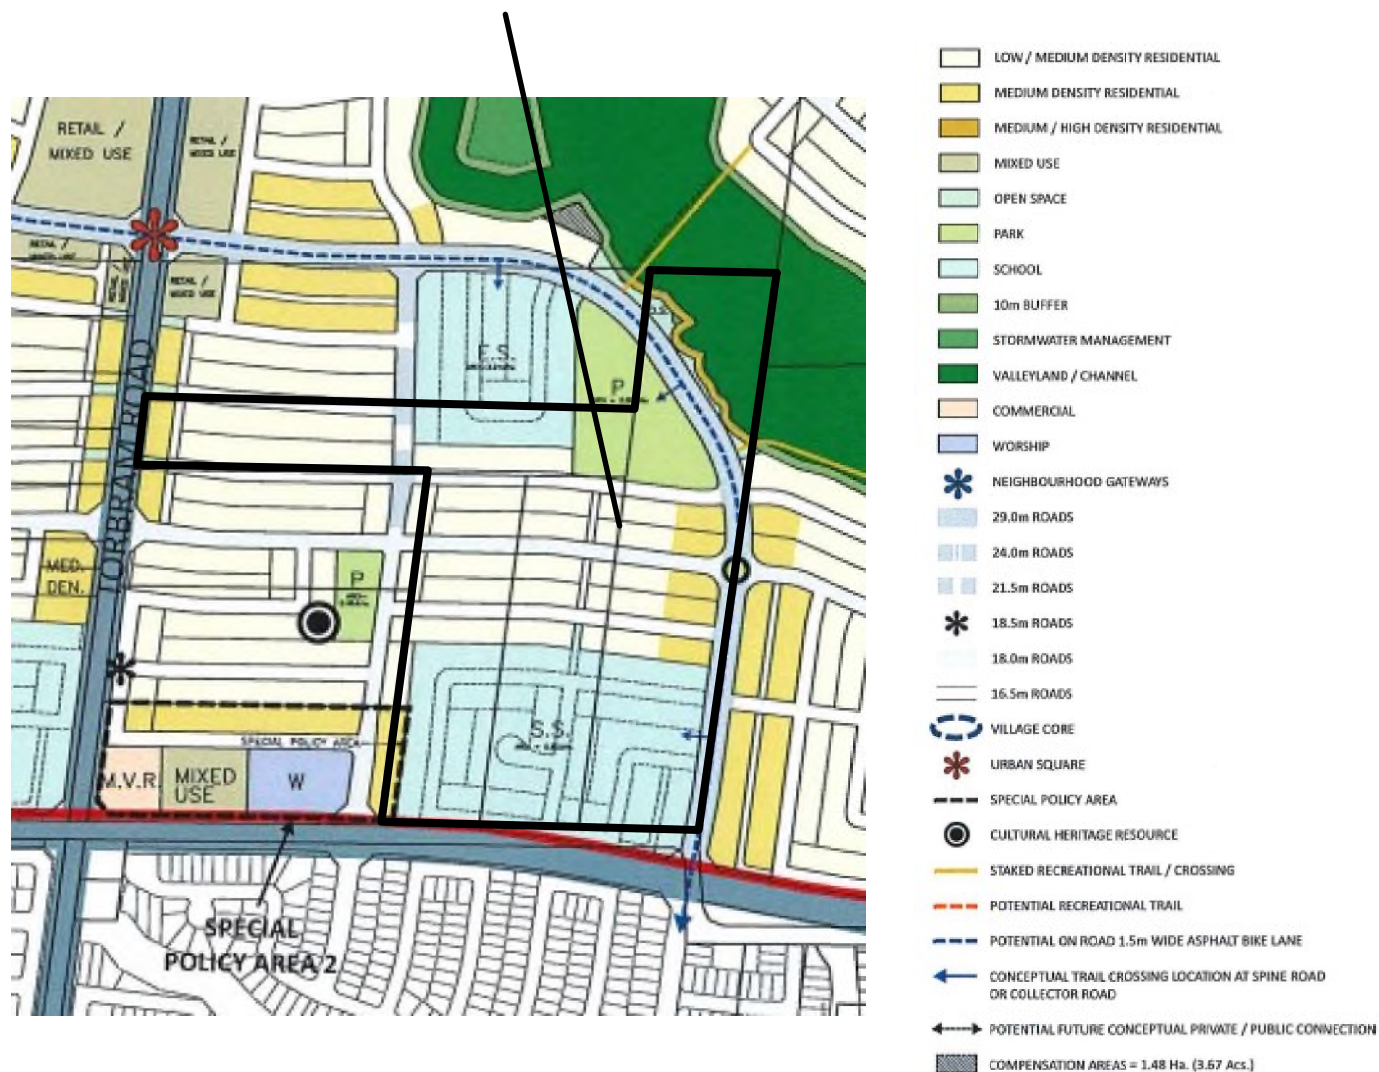 RETAIL /
MIXED USE
RETAIL /
MIXED USE
RETAIL /
RETAIL /
MIXED USE
TORBRAM ROAD
P
MED.
DEN.
P
S.S.
SPECIAL POLICY AREA
M.V.R.
MIXED
USE
W
SPECIAL
POLICY AREA 2
LOW / MEDIUM DENSITY RESIDENTIAL
MEDIUM DENSITY RESIDENTIAL
MEDIUM / HIGH DENSITY RESIDENTIAL
MIXED USE
OPEN SPACE
PARK
SCHOOL
10m BUFFER
STORMWATER MANAGEMENT
VALLEYLAND / CHANNEL
COMMERCIAL
WORSHIP
NEIGHBOURHOOD GATEWAYS
29.0m ROADS
24.0m ROADS
21.5m ROADS
18.5m ROADS
18.0m ROADS
16.5m ROADS
VILLAGE CORE
URBAN SQUARE
SPECIAL POLICY AREA
CULTURAL HERITAGE RESOURCE
STAKED RECREATIONAL TRAIL / CROSSING
POTENTIAL RECREATIONAL TRAIL
POTENTIAL ON ROAD 1.5m WIDE ASPHALT BIKE LANE
CONCEPTUAL TRAIL CROSSING LOCATION AT SPINE ROAD
OR COLLECTOR ROAD
POTENTIAL FUTURE CONCEPTUAL PRIVATE / PUBLIC CONNECTION
COMPENSATION AREAS = 1.48 Ha. (3.67 Acs.)